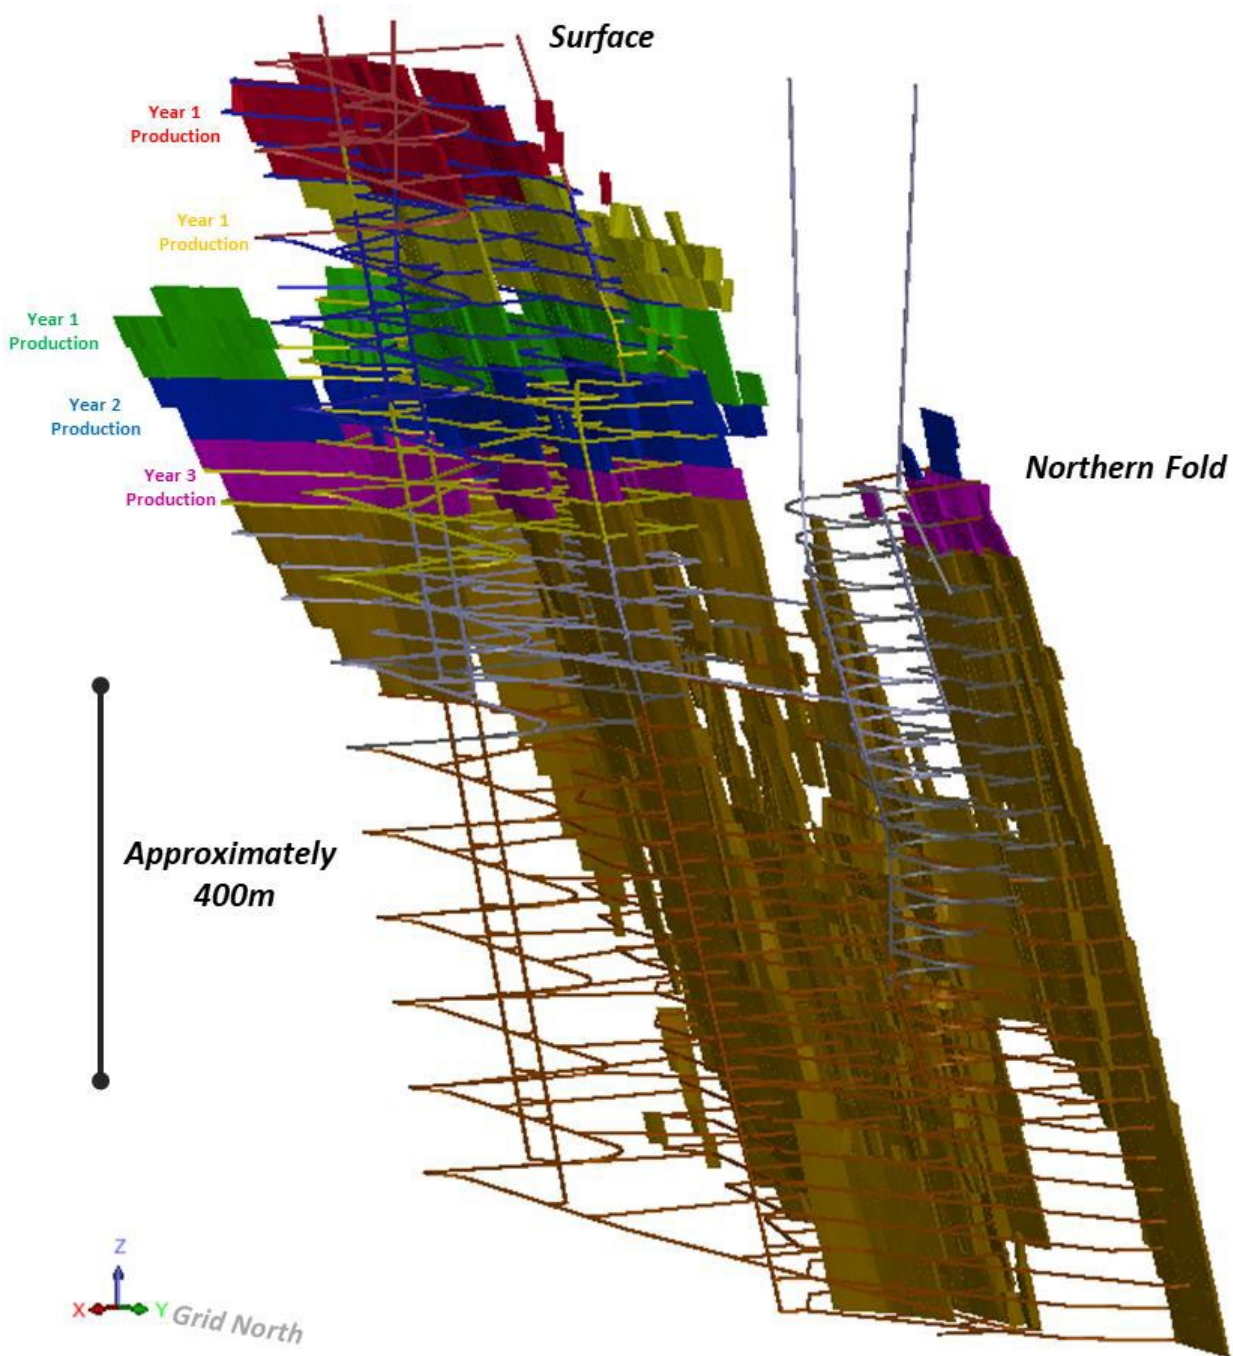 Surface
Year 1
Production
Year 1
Production
Year 1
Production
Year 2
Production
Northern Fold
Year 3
Production
Approximately
400m
Z
X
Y
Grid North